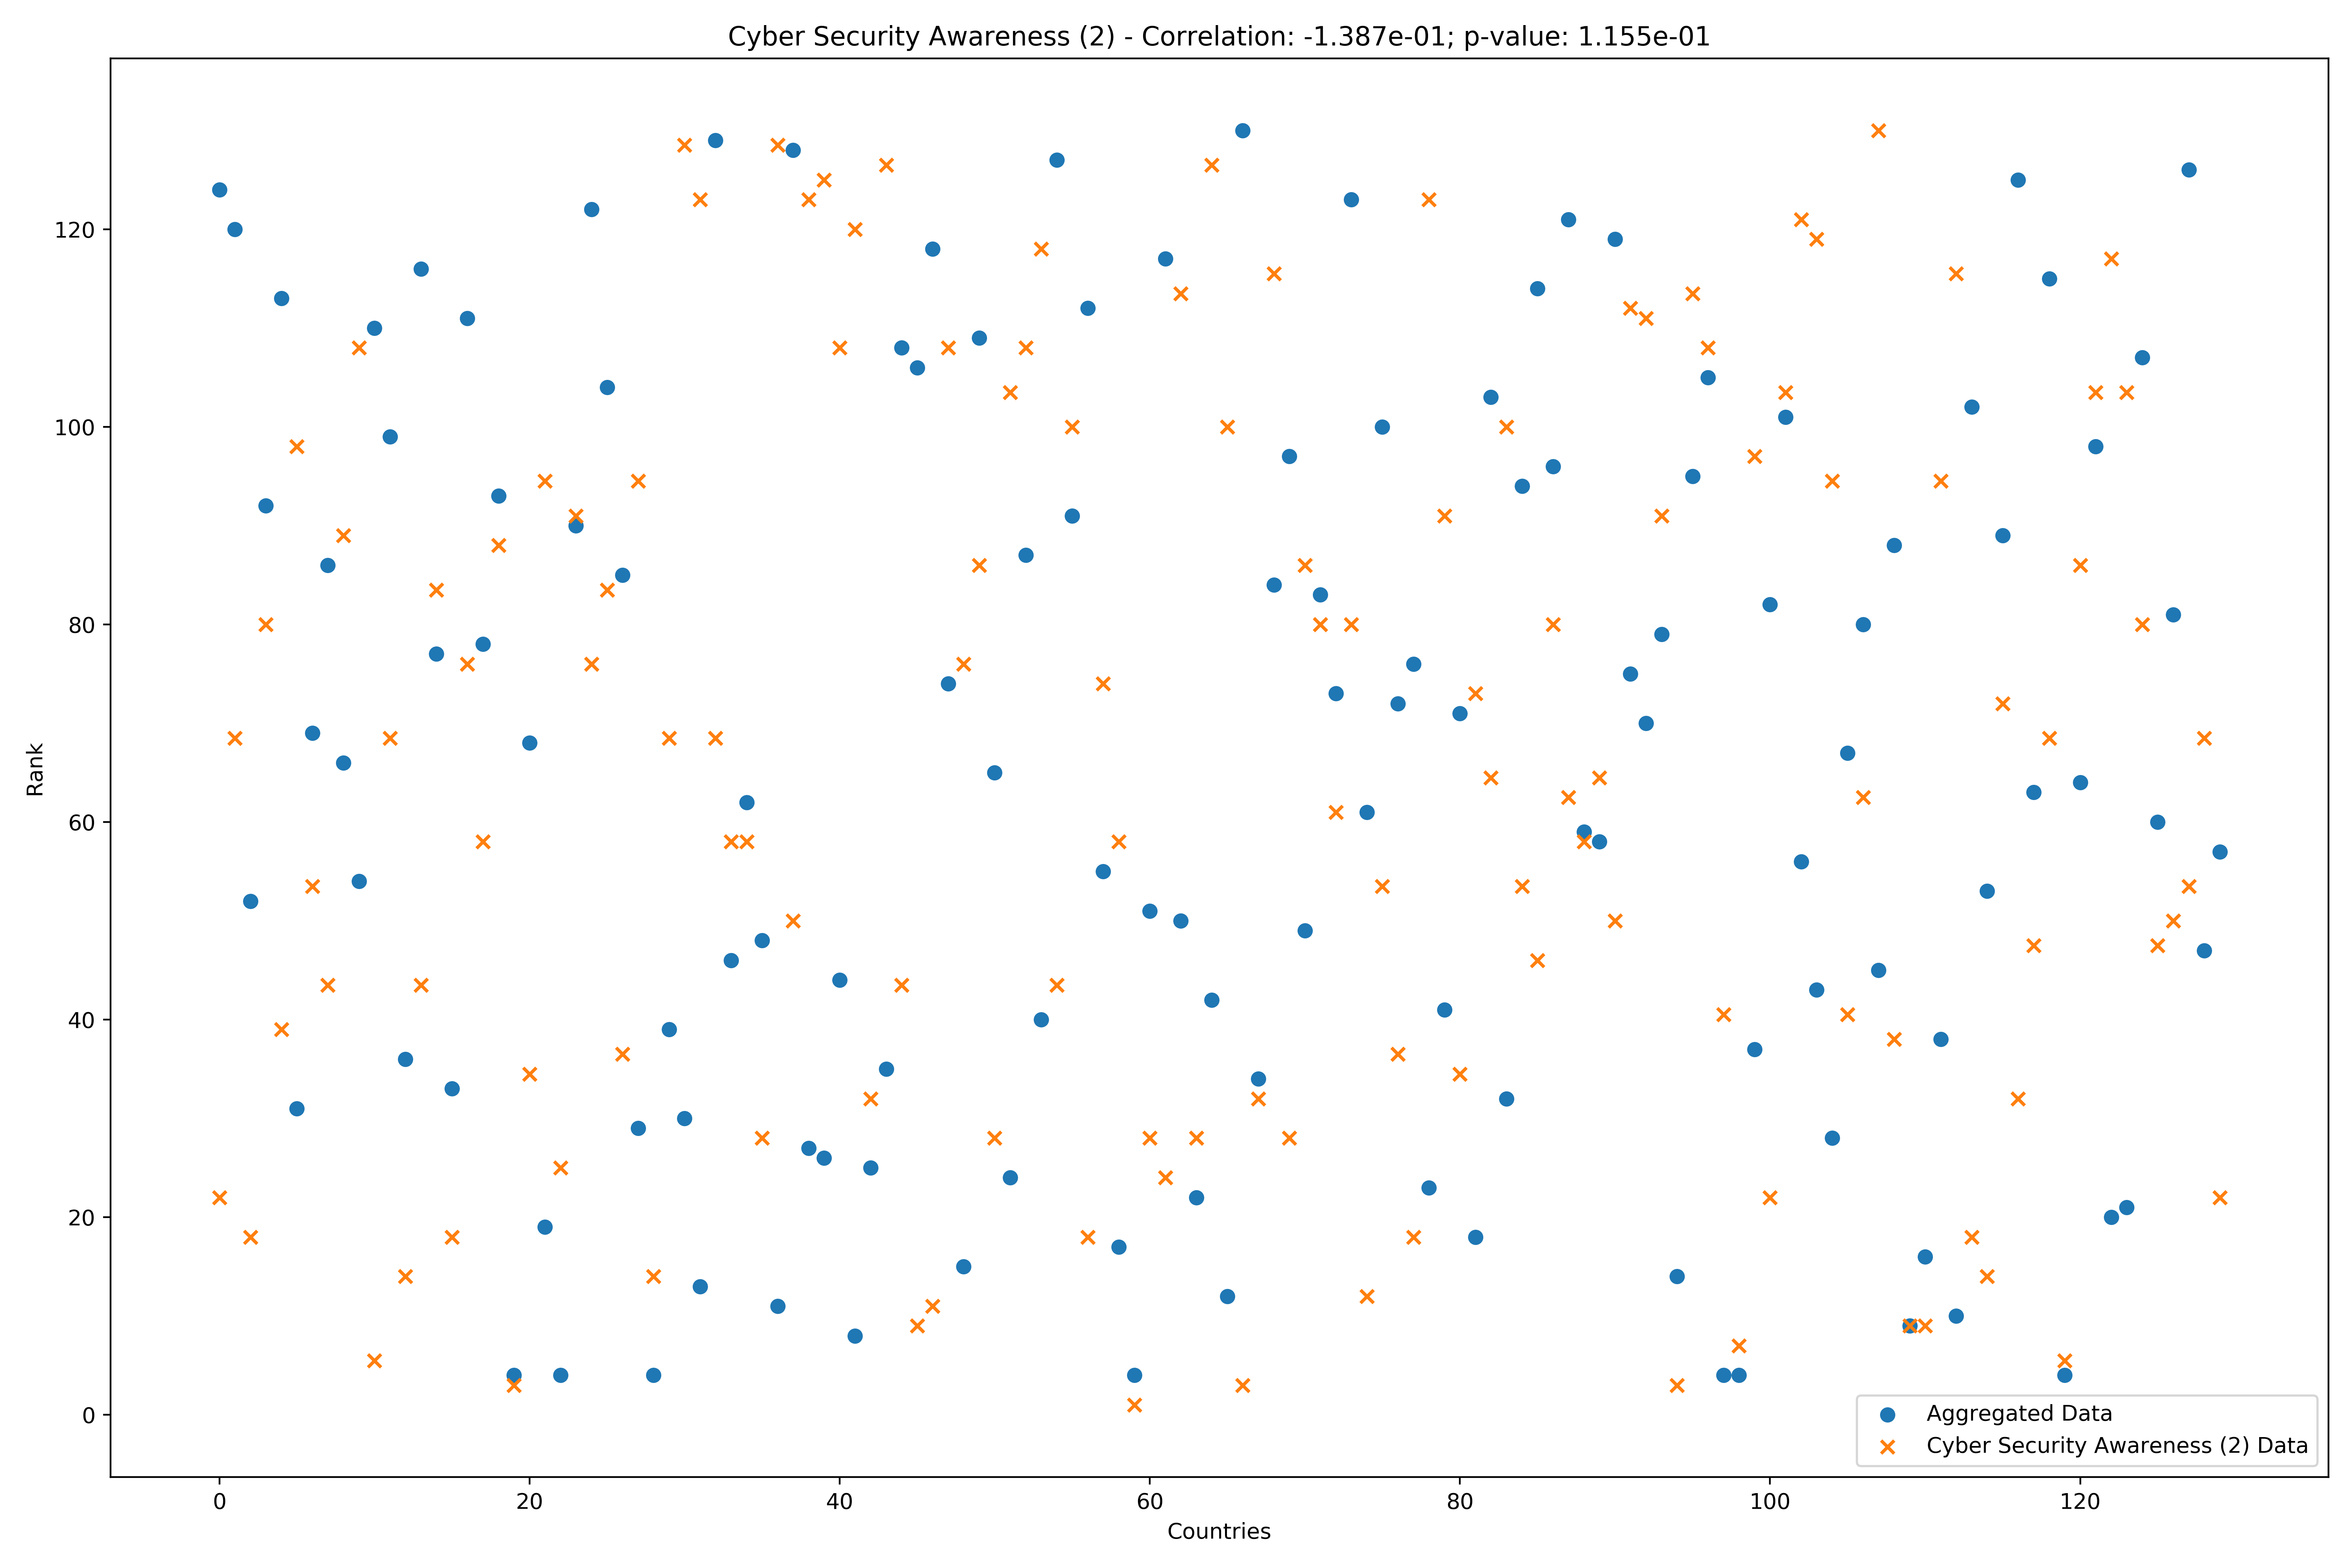 Cyber Security Awareness (2) - Correlation: -1.387e-01; p-value: 1.155e-01
120
100
80
60
40
20
0
Rank
0 20 40 60 80 100 120
Countries
Aggregated Data
Cyber Security Awareness (2) Data